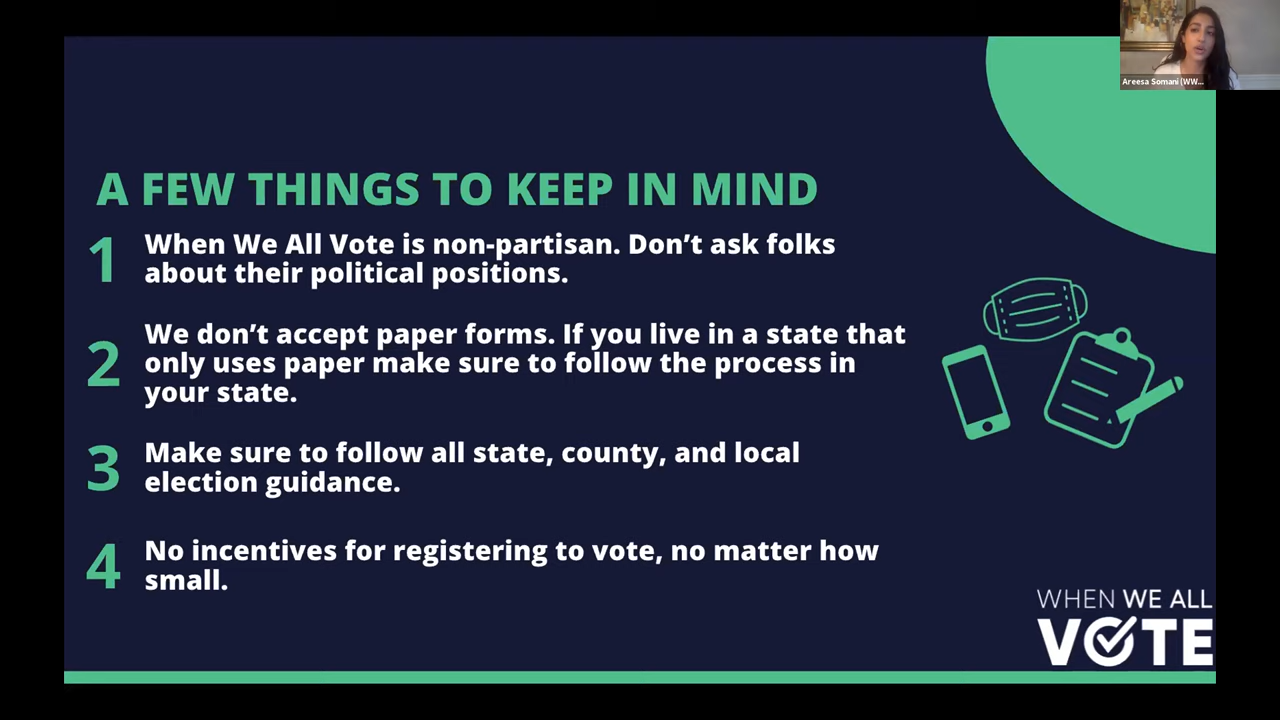 Areesa Somani (WW...
A FEW THINGS TO KEEP IN MIND
1
When We All Vote is non-partisan. Don’t ask folks
about their political positions.
2
We don’t accept paper forms. If you live in a state that
only uses paper make sure to follow the process in
your state.
3
Make sure to follow all state, county, and local
election guidance.
4
No incentives for registering to vote, no matter how
small.
WHEN WE ALL
VOTE